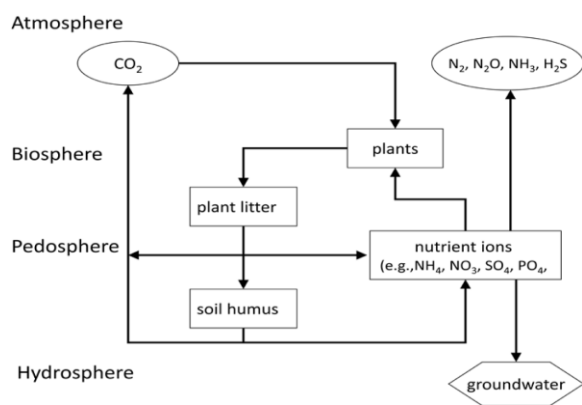 Atmosphere
CO₂
N₂, N₂O, NH₃, H₂S
Biosphere
plants
plant litter
Pedosphere
nutrient ions
(e.g.,NH₄, NO₃, SO₄, PO₄,
soil humus
Hydrosphere
groundwater